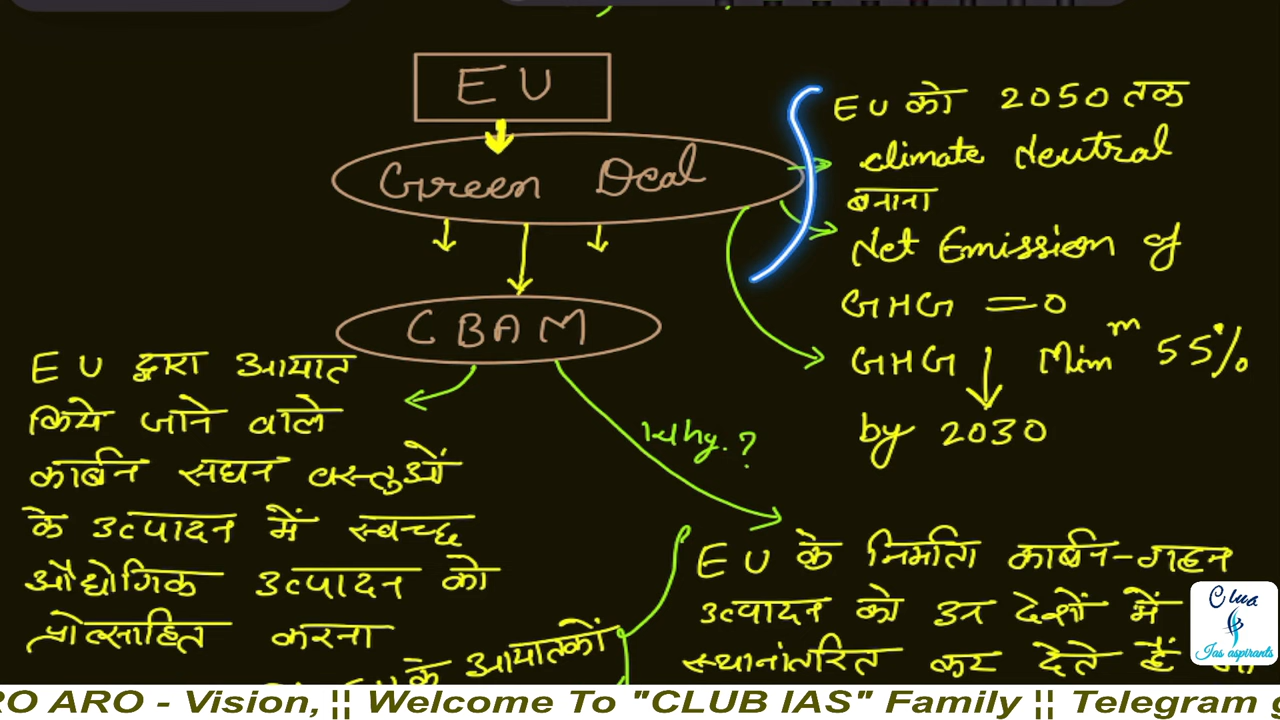 EU
Green Deal
CBAM
EU को 2050 तक
climate Neutral
बनाना
Net Emission of
GHG = 0
GHG ↓ Minm 55%
by 2030
EU द्वारा आयात
किये जाने वाले
कार्बन सघन वस्तुओं
के उत्पादन में स्वच्छ
औद्योगिक उत्पादन को
प्रोत्साहित करना
Why.?
EU के निर्माता कार्बन-गहन
उत्पादन को उन देशों में
स्थानांतरित कर देते हैं
के आयातकों
Club
Ias aspirants
RO ARO - Vision, ¦¦ Welcome To "CLUB IAS" Family ¦¦ Telegram